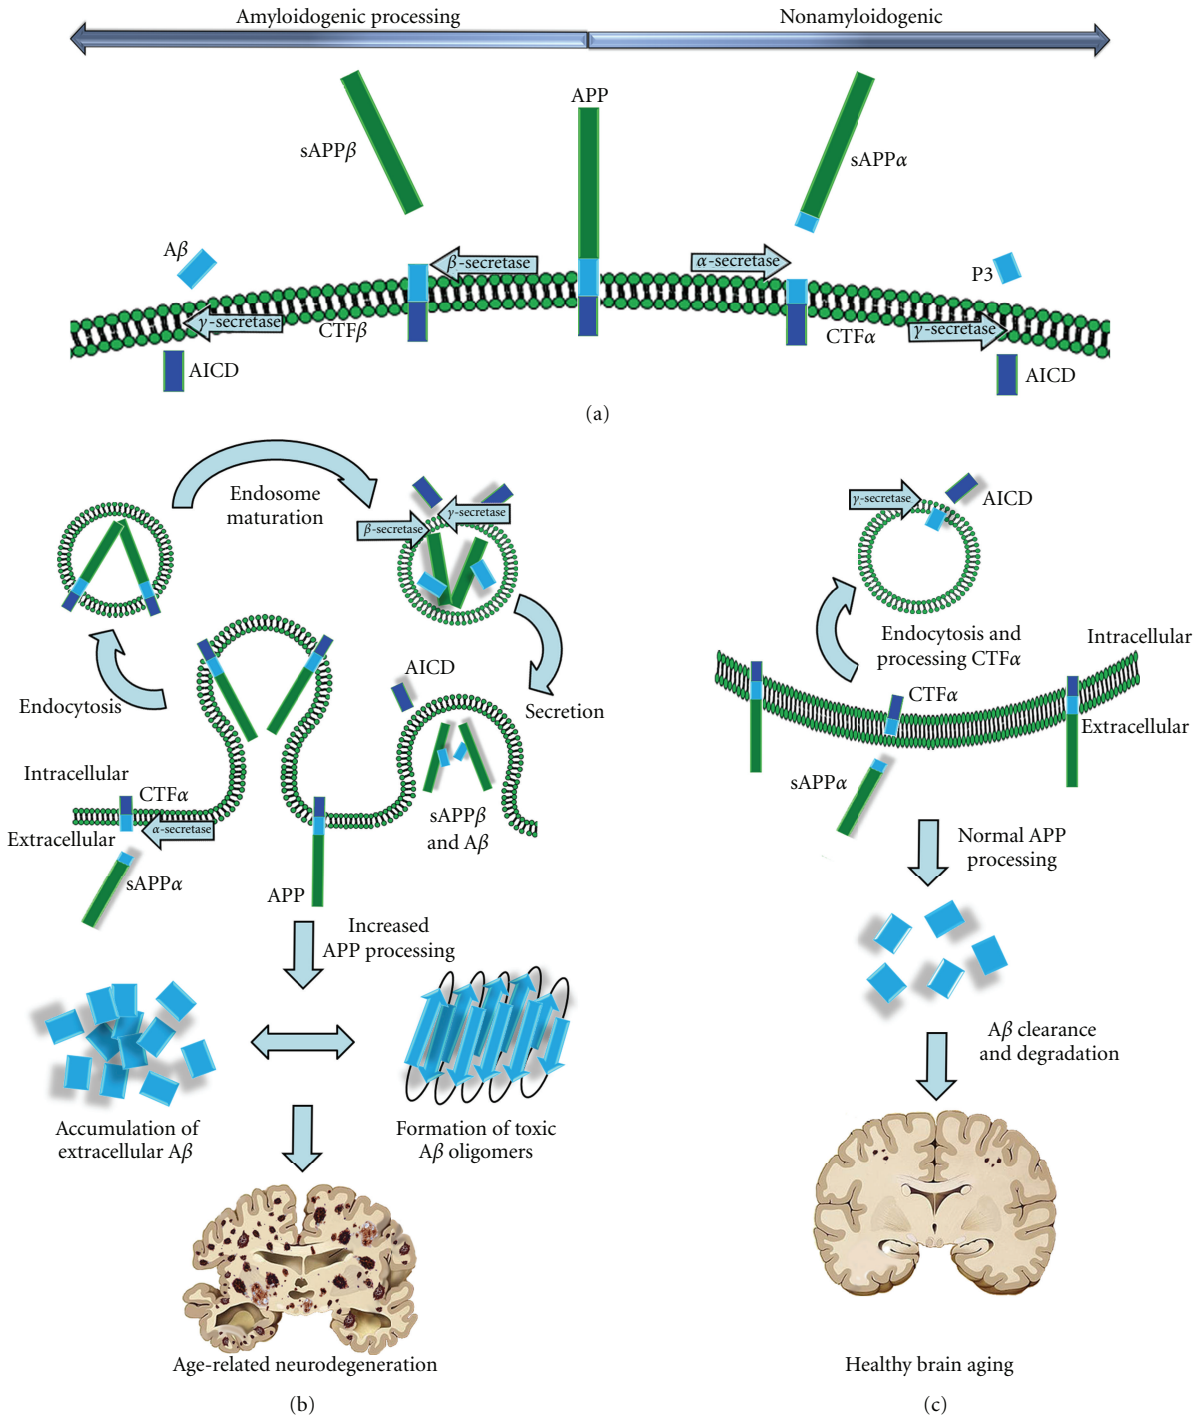 Amyloidogenic processing
Nonamyloidogenic
APP
sAPPβ
sAPPα
Aβ
β-secretase
α-secretase
P3
γ-secretase
CTFβ
CTFα
γ-secretase
AICD
AICD
(a)
Endosome
maturation
β-secretase
γ-secretase
Endocytosis
AICD
Secretion
Intracellular
CTFα
Extracellular
α-secretase
sAPPα
sAPPβ
and Aβ
APP
Increased
APP processing
Accumulation of
extracellular Aβ
Formation of toxic
Aβ oligomers
Age-related neurodegeneration
(b)
γ-secretase
AICD
Endocytosis and
processing CTFα
Intracellular
CTFα
Extracellular
sAPPα
Normal APP
processing
Aβ clearance
and degradation
Healthy brain aging
(c)